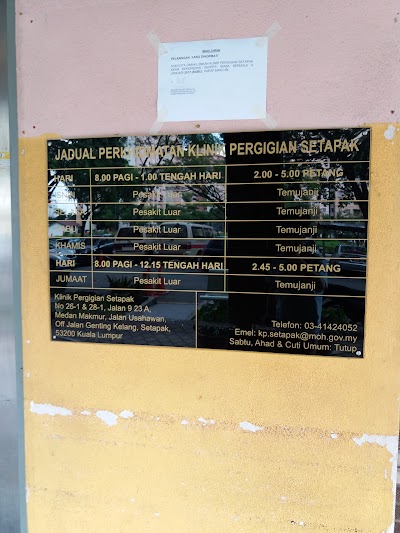 PELANGGAN YANG DIHORMATI
JADUAL PERKHIDMATAN KLINIK PERGIGIAN SETAPAK
HARI 8.00 PAGI - 1.00 TENGAH HARI 2.00 - 5.00 PETANG
Pesakit Luar Temujanji
Pesakit Luar Temujanji
Pesakit Luar Temujanji
KHAMIS Pesakit Luar Temujanji
HARI 8.00 PAGI - 12.15 TENGAH HARI 2.45 - 5.00 PETANG
JUMAAT Pesakit Luar Temujanji
Klinik Pergigian Setapak
No 26-1 & 28-1, Jalan 9 23 A,
Medan Makmur, Jalan Usahawan,
Off Jalan Genting Kelang, Setapak,
53200 Kuala Lumpur
Telefon: 03-41424052
Emel: kp.setapak@moh.gov.my
Sabtu, Ahad & Cuti Umum: Tutup